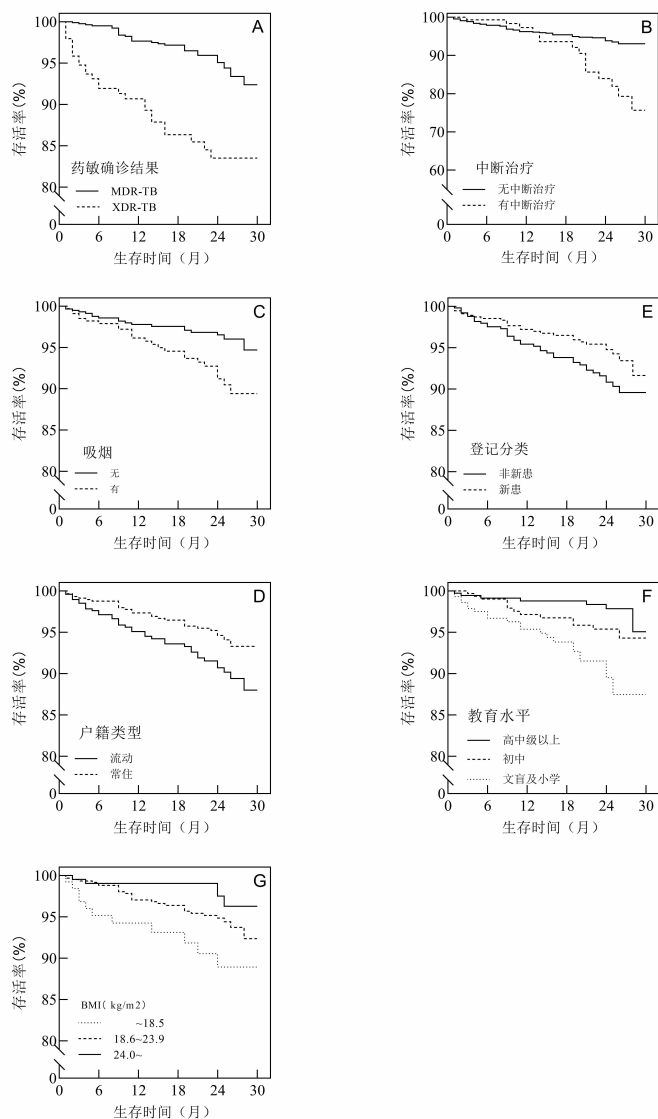 A
存活率(%)
100
95
90
85
80
0
药敏确诊结果
MDR-TB
XDR-TB
0 6 12 18 24 30
生存时间（月）
B
存活率(%)
100
90
80
70
60
0
中断治疗
无中断治疗
有中断治疗
0 6 12 18 24 30
生存时间（月）
C
存活率(%)
100
95
90
85
80
0
吸烟
无
有
0 6 12 18 24 30
生存时间（月）
E
存活率(%)
100
95
90
85
80
0
登记分类
非新患
新患
0 6 12 18 24 30
生存时间（月）
D
存活率(%)
100
95
90
85
80
0
户籍类型
流动
常住
0 6 12 18 24 30
生存时间（月）
F
存活率(%)
100
95
90
85
80
0
教育水平
高中级以上
初中
文盲及小学
0 6 12 18 24 30
生存时间（月）
G
存活率(%)
100
95
90
85
80
0
BMI( kg/m2)
~18.5
18.6~23.9
24.0~
0 6 12 18 24 30
生存时间（月）